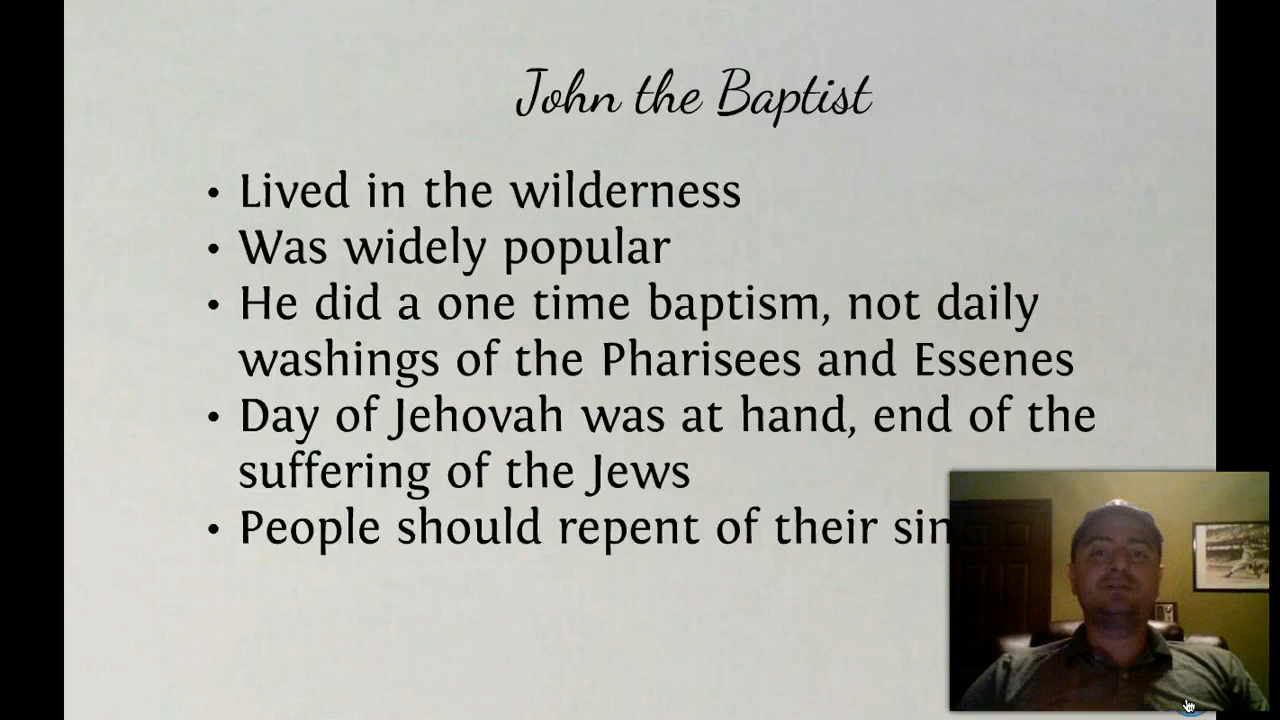 John the Baptist
• Lived in the wilderness
• Was widely popular
• He did a one time baptism, not daily
washings of the Pharisees and Essenes
• Day of Jehovah was at hand, end of the
suffering of the Jews
• People should repent of their